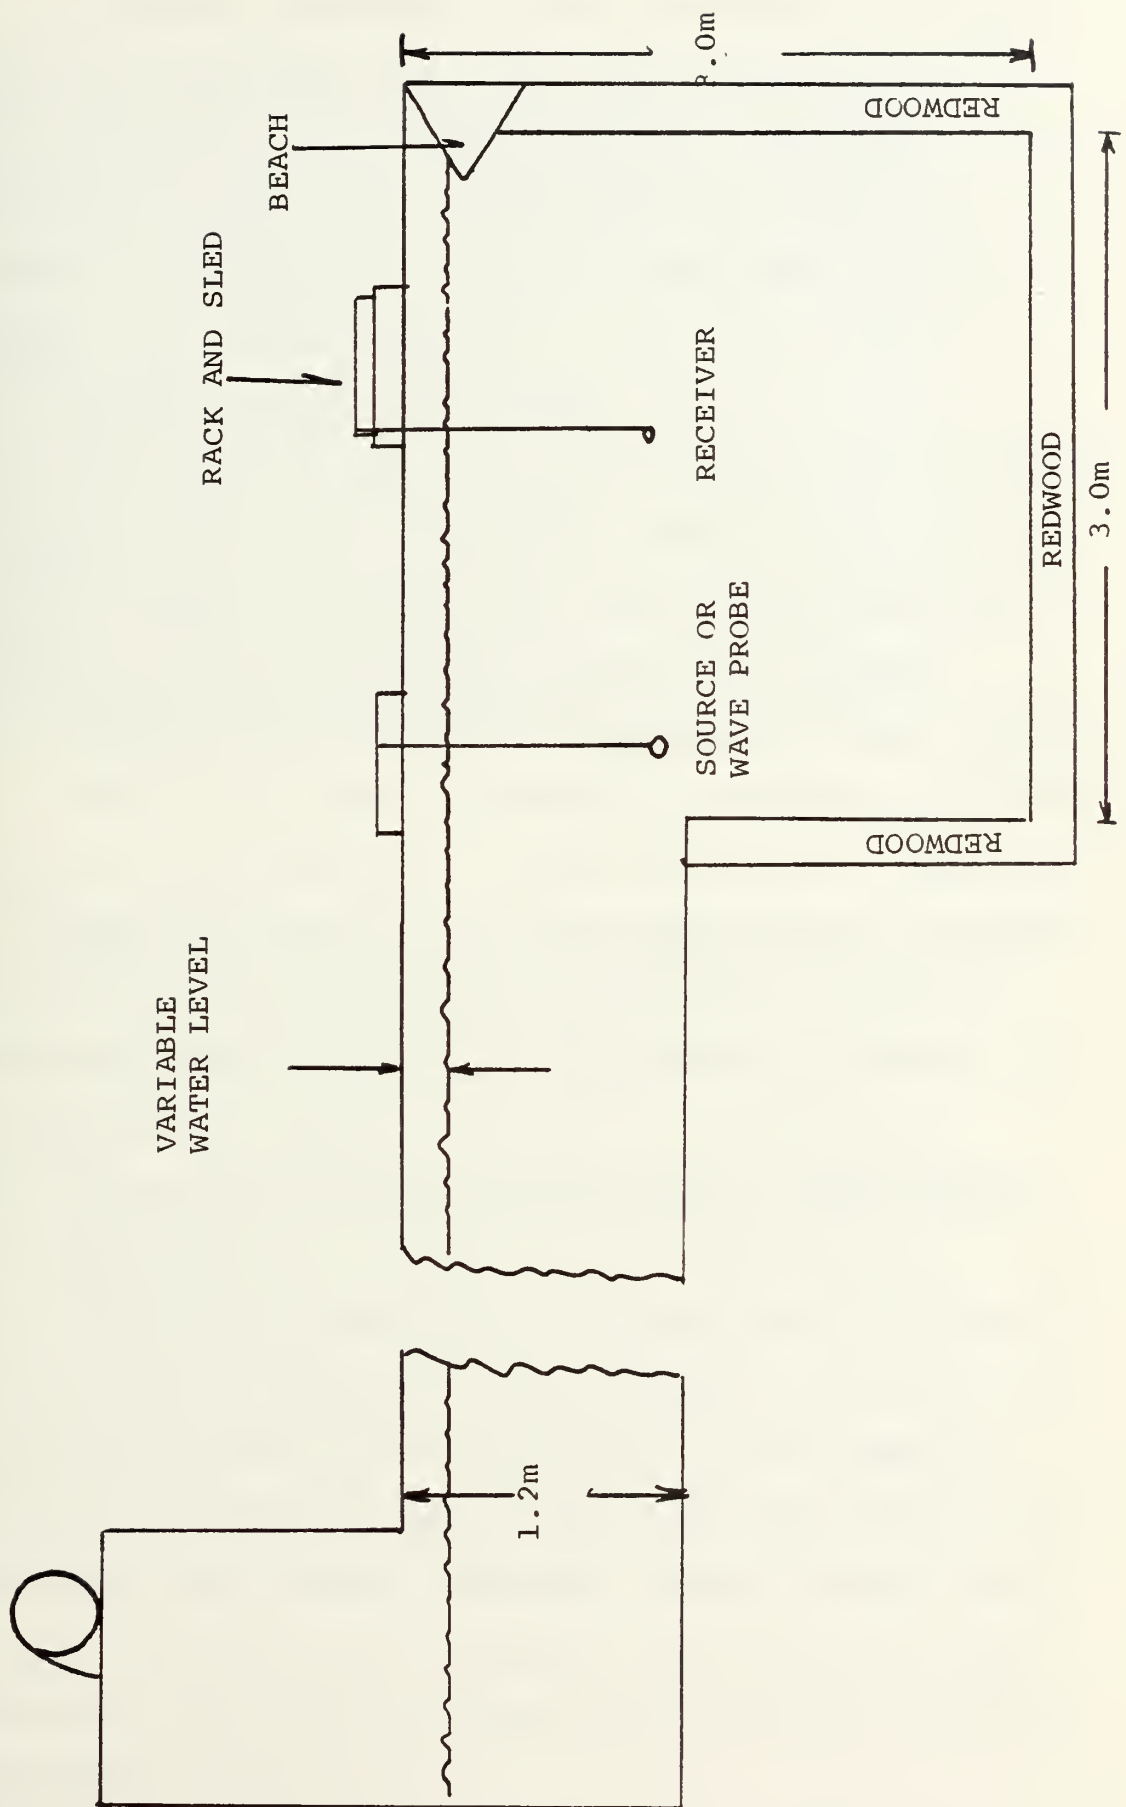 BEACH
RACK AND SLED
RECEIVER
REDWOOD
REDWOOD
3.0m
SOURCE OR
WAVE PROBE
REDWOOD
VARIABLE
WATER LEVEL
1.2m